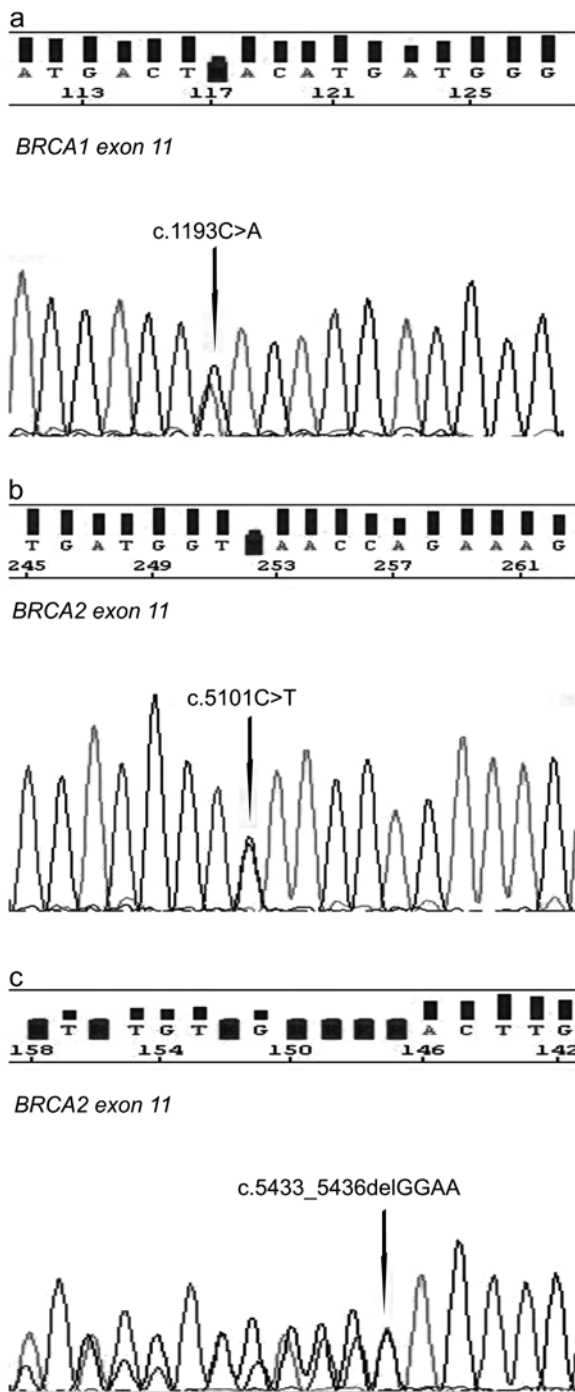 a
A T G A C T A C A T G A T G G G
113 117 121 125
BRCA1 exon 11
c.1193C>A
b
T G A T G G T A A C C A G A A A G
245 249 253 257 261
BRCA2 exon 11
c.5101C>T
c
T T G T G A C T T G
158 154 150 146 142
BRCA2 exon 11
c.5433_5436delGGAA